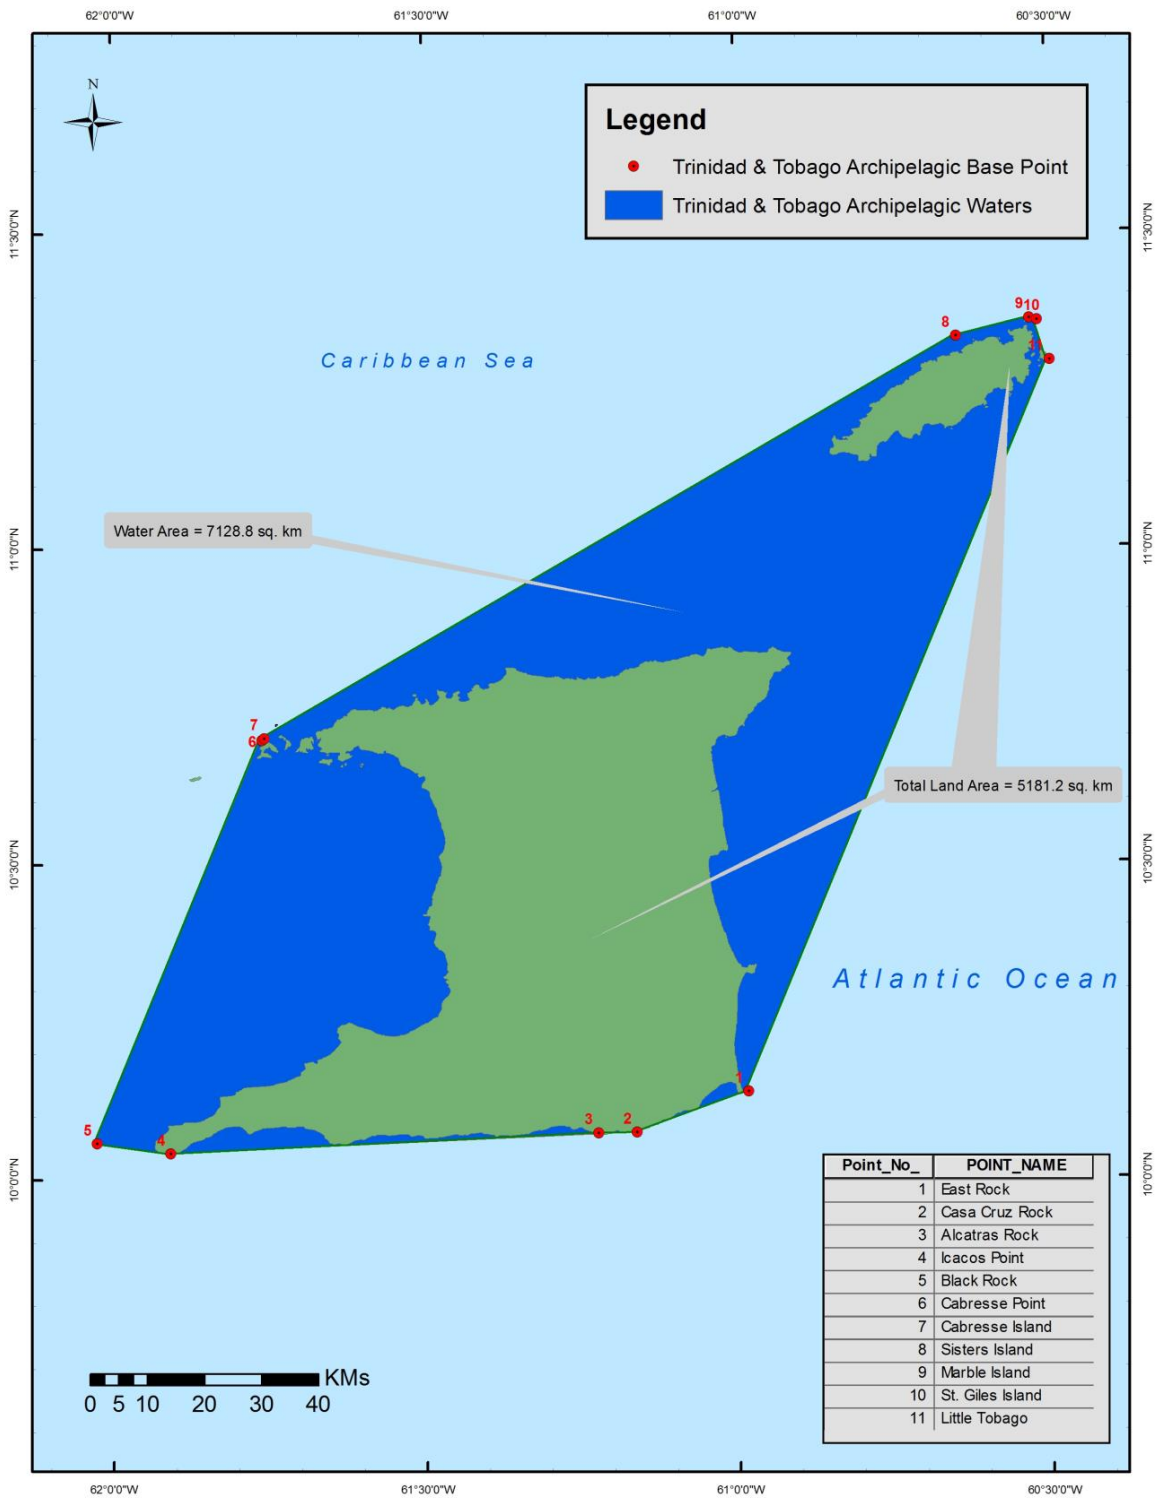 62°0'0"W 61°30'0"W 61°0'0"W 60°30'0"W
N
Legend
Trinidad & Tobago Archipelagic Base Point
Trinidad & Tobago Archipelagic Waters
11°30'0"N 11°30'0"N
9 10
8
11
Caribbean Sea
Water Area = 7128.8 sq. km
11°0'0"N 11°0'0"N
7
6
Total Land Area = 5181.2 sq. km
10°30'0"N 10°30'0"N
Atlantic Ocean
1
5 4 3 2
10°0'0"N 10°0'0"N
Point_No_ POINT_NAME
1 East Rock
2 Casa Cruz Rock
3 Alcatras Rock
4 Icacos Point
5 Black Rock
6 Cabresse Point
7 Cabresse Island
8 Sisters Island
9 Marble Island
10 St. Giles Island
11 Little Tobago
KMs
0 5 10 20 30 40
62°0'0"W 61°30'0"W 61°0'0"W 60°30'0"W